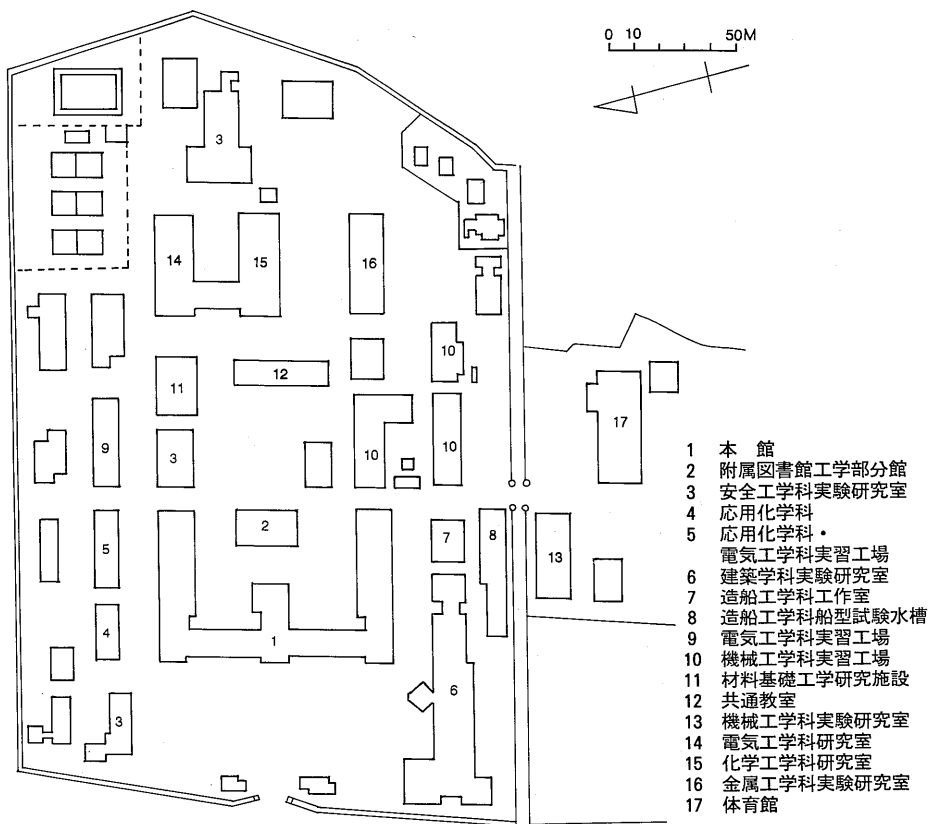 0 10 50M
3
14
15
16
10
12
11
17
9
3
10
10
2
5
7
8
13
4
1
6
3
1 本 館
2 附属図書館工学部分館
3 安全工学科実験研究室
4 応用化学科
5 応用化学科・
電気工学科実習工場
6 建築学科実験研究室
7 造船工学科工作室
8 造船工学科船型試験水槽
9 電気工学科実習工場
10 機械工学科実習工場
11 材料基礎工学研究施設
12 共通教室
13 機械工学科実験研究室
14 電気工学科研究室
15 化学工学科研究室
16 金属工学科実験研究室
17 体育館